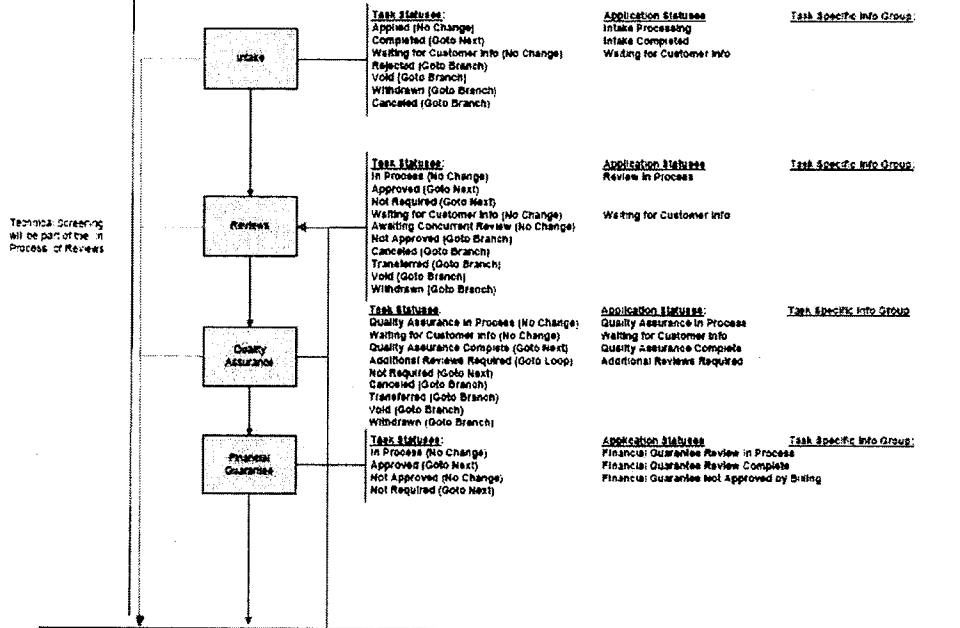 Task Statuses:
Applied (No Change)
Completed (Goto Next)
Waiting for Customer Info (No Change)
Rejected (Goto Branch)
Void (Goto Branch)
Withdrawn (Goto Branch)
Canceled (Goto Branch)
Application Statuses
Intake Processing
Intake Completed
Waiting for Customer Info
Task Specific Info Group:
Intake
Task Statuses:
In Process (No Change)
Approved (Goto Next)
Not Required (Goto Next)
Waiting for Customer Info (No Change)
Awaiting Concurrent Review (No Change)
Not Approved (Goto Branch)
Canceled (Goto Branch)
Transferred (Goto Branch)
Void (Goto Branch)
Withdrawn (Goto Branch)
Application Statuses
Review in Process
Waiting for Customer Info
Task Specific Info Group:
Technical Screening
will be part of the In
Process of Reviews
Reviews
Task Statuses:
Quality Assurance in Process (No Change)
Waiting for Customer Info (No Change)
Quality Assurance Complete (Goto Next)
Additional Reviews Required (Goto Loop)
Not Required (Goto Next)
Canceled (Goto Branch)
Transferred (Goto Branch)
Void (Goto Branch)
Withdrawn (Goto Branch)
Application Statuses:
Quality Assurance in Process
Waiting for Customer Info
Quality Assurance Complete
Additional Reviews Required
Task Specific Info Group
Quality
Assurance
Task Statuses:
In Process (No Change)
Approved (Goto Next)
Not Approved (No Change)
Not Required (Goto Next)
Application Statuses
Financial Guarantee Review in Process
Financial Guarantee Review Complete
Financial Guarantee Not Approved by Billing
Task Specific Info Group:
Financial
Guarantee